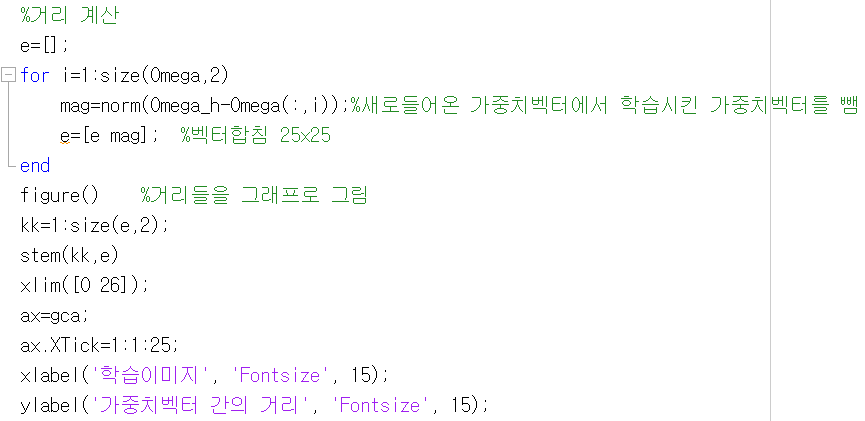 %거리 계산
e=[];
for i=1:size(Omega,2)
mag=norm(Omega_h-Omega(:,i));%새로들어온 가중치벡터에서 학습시킨 가중치벡터를 뺌
e=[e mag]; %벡터합침 25x25
end
figure() %거리들을 그래프로 그림
kk=1:size(e,2);
stem(kk,e)
xlim([0 26]);
ax=gca;
ax.XTick=1:1:25;
xlabel('학습이미지', 'Fontsize', 15);
ylabel('가중치벡터 간의 거리', 'Fontsize', 15);